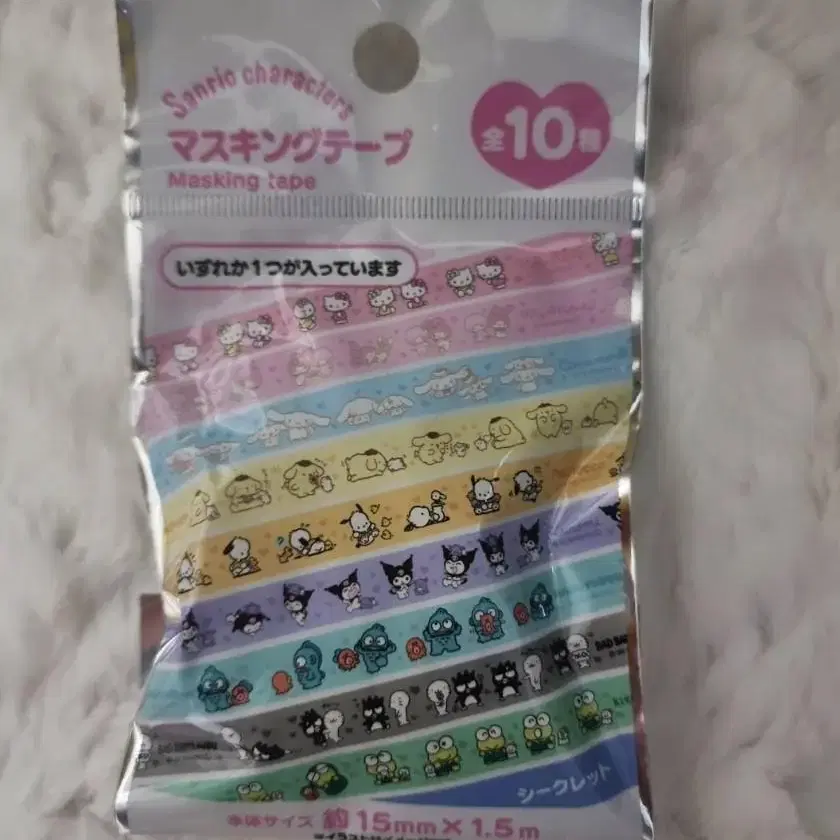 Sanrio characters
マスキングテープ
Masking tape
全10種
いずれか1つが入っています
シークレット
本体サイズ 約15mm×1.5m